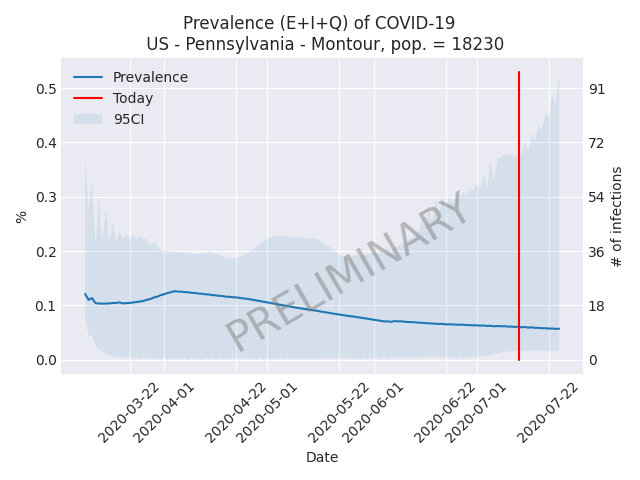 Prevalence (E+I+Q) of COVID-19
US - Pennsylvania - Montour, pop. = 18230
Prevalence
Today
95CI
0.5
0.4
0.3
0.2
0.1
0.0
%
91
72
54
36
18
0
# of infections
PRELIMINARY
2020-03-22
2020-04-01
2020-04-22
2020-05-01
2020-05-22
2020-06-01
2020-06-22
2020-07-01
2020-07-22
Date